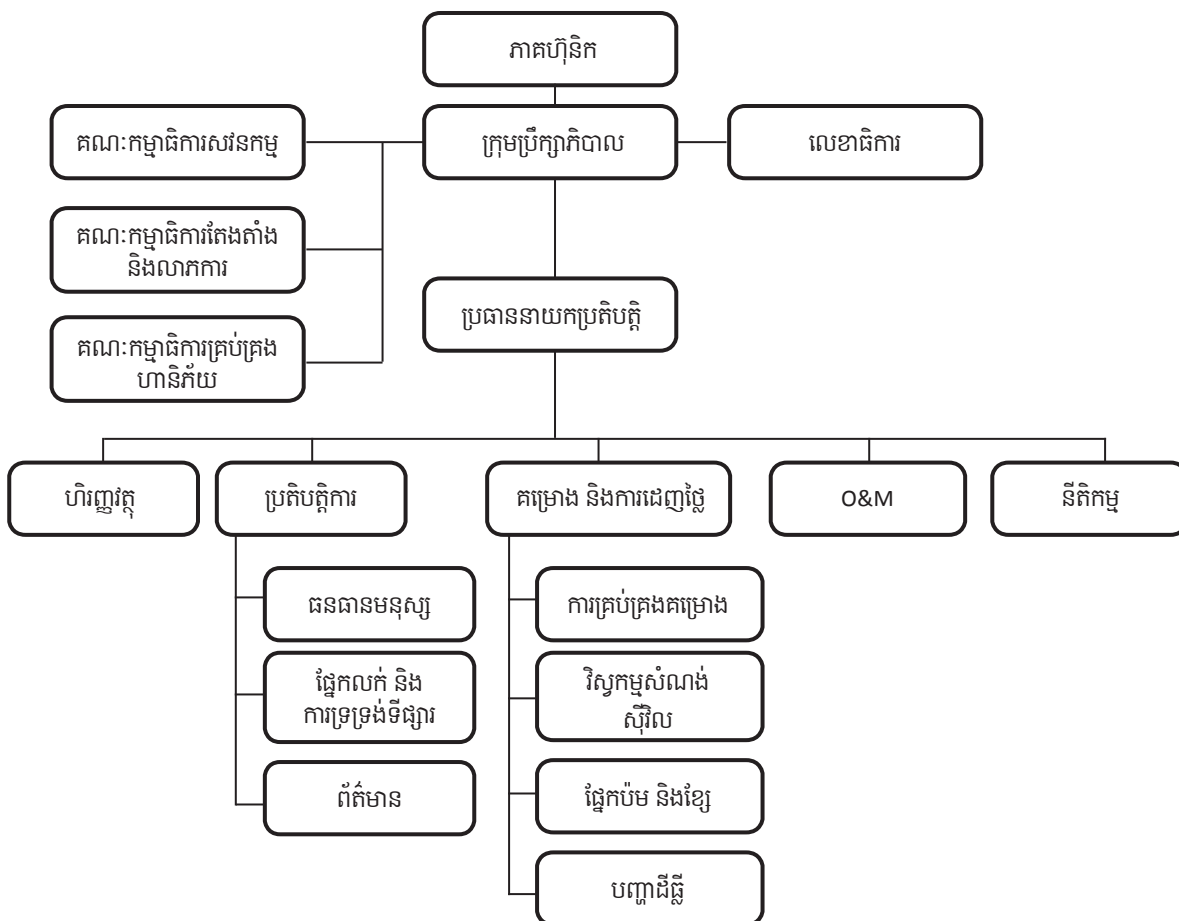 ភាគហ៊ុនិក
គណៈកម្មាធិការសវនកម្ម
ក្រុមប្រឹក្សាភិបាល
លេខាធិការ
គណៈកម្មាធិការតែងតាំង
និងលាភការ
ប្រធាននាយកប្រតិបត្តិ
គណៈកម្មាធិការគ្រប់គ្រង
ហានិភ័យ
ហិរញ្ញវត្ថុ
ប្រតិបត្តិការ
គម្រោង និងការដេញថ្លៃ
O&M
នីតិកម្ម
ធនធានមនុស្ស
ផ្នែកលក់ និង
ការទ្រទ្រង់ទីផ្សារ
ព័ត៌មាន
ការគ្រប់គ្រងគម្រោង
វិស្វកម្មសំណង់
ស៊ីវិល
ផ្នែកប៉ម និងខ្សែ
បញ្ហាដីធ្លី